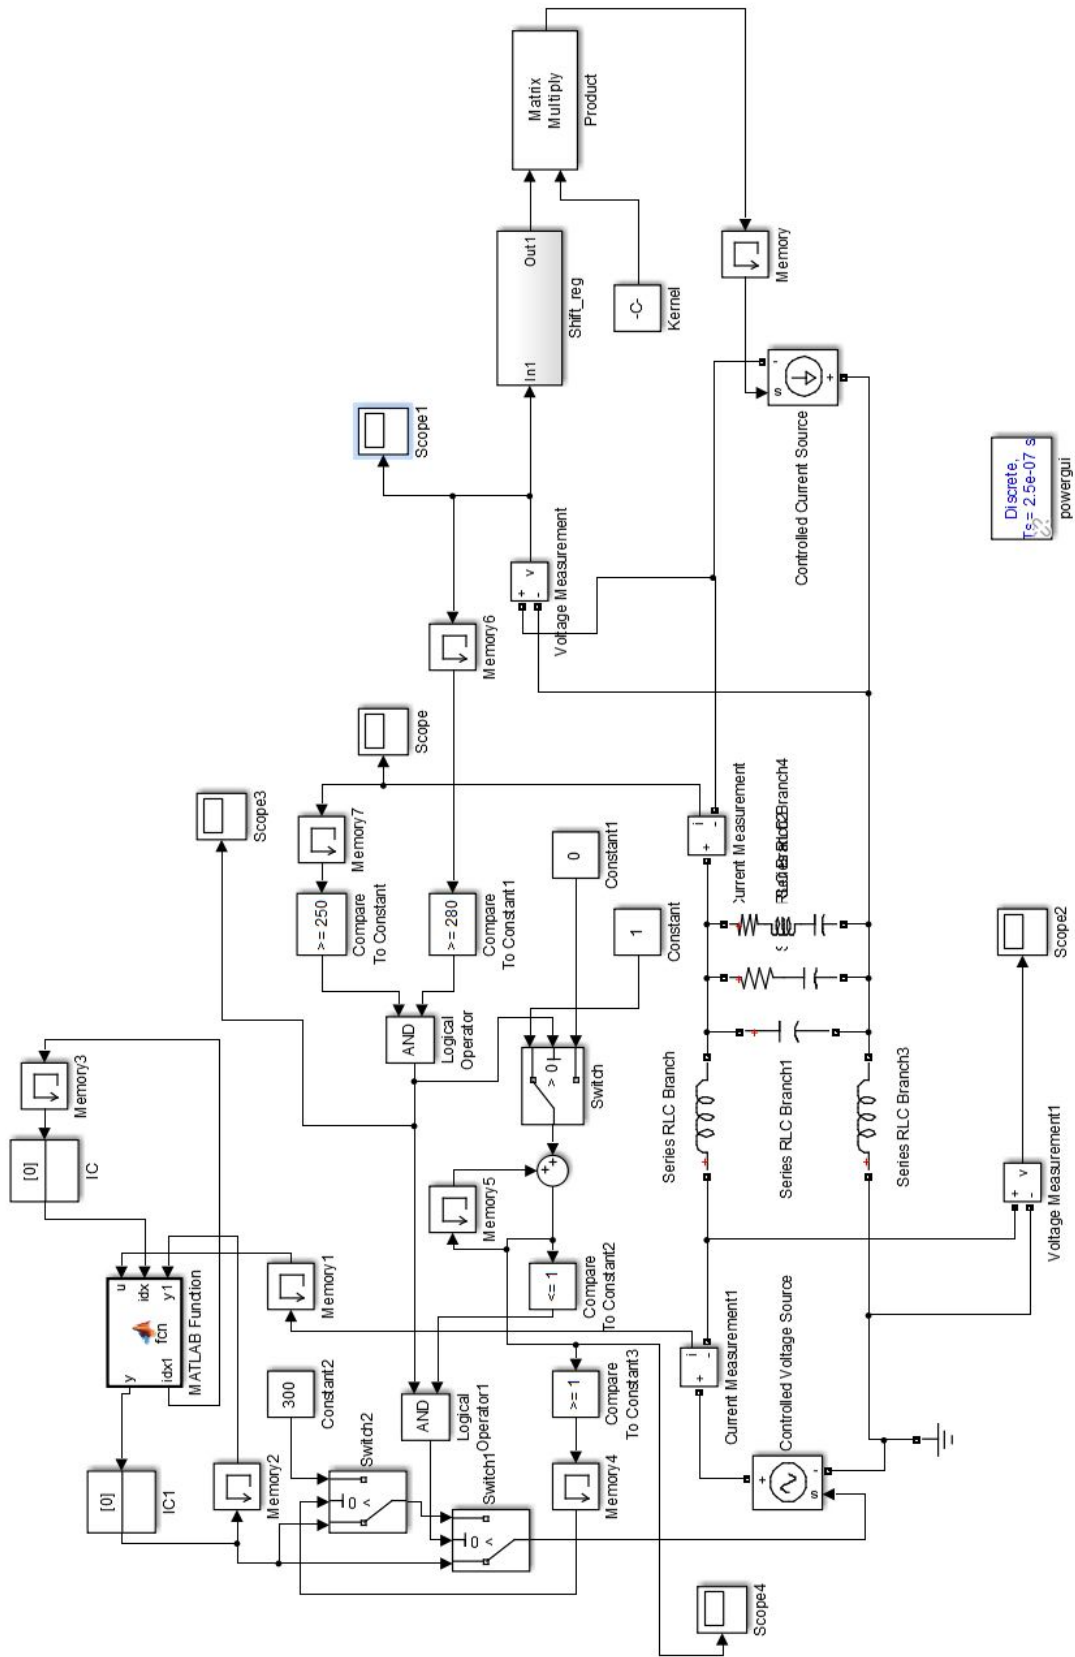 [0]
IC
Memory3
[0]
IC1
y
idx1
fcn
u
idx
y1
MATLAB Function
Memory2
Scope3
300
Constant2
Memory1
Switch2
> 0
>= 250
Compare
To Constant
Memory7
Scope
Scope1
AND
Logical
Operator1
AND
Logical
Operator
>= 280
Compare
To Constant1
Memory6
Memory5
Switch1
> 0
<= 1
Compare
To Constant2
> 0
Switch
0
Constant1
+
+
+
-
v
Voltage Measurement
In1
Out1
Shift_reg
Matrix
Multiply
Product
>= 1
Compare
To Constant3
Memory4
1
Constant
-C-
Kernel
Scope4
+
i
-
Current Measurement1
Series RLC Branch
+
i
-
Current Measurement
Memory
s
+
-
Controlled Voltage Source
Series RLC Branch1
s
-
+
Controlled Current Source
Series RLC Branch3
+
-
v
Voltage Measurement1
Scope2
Discrete,
Ts = 2.5e-07 s
powergui